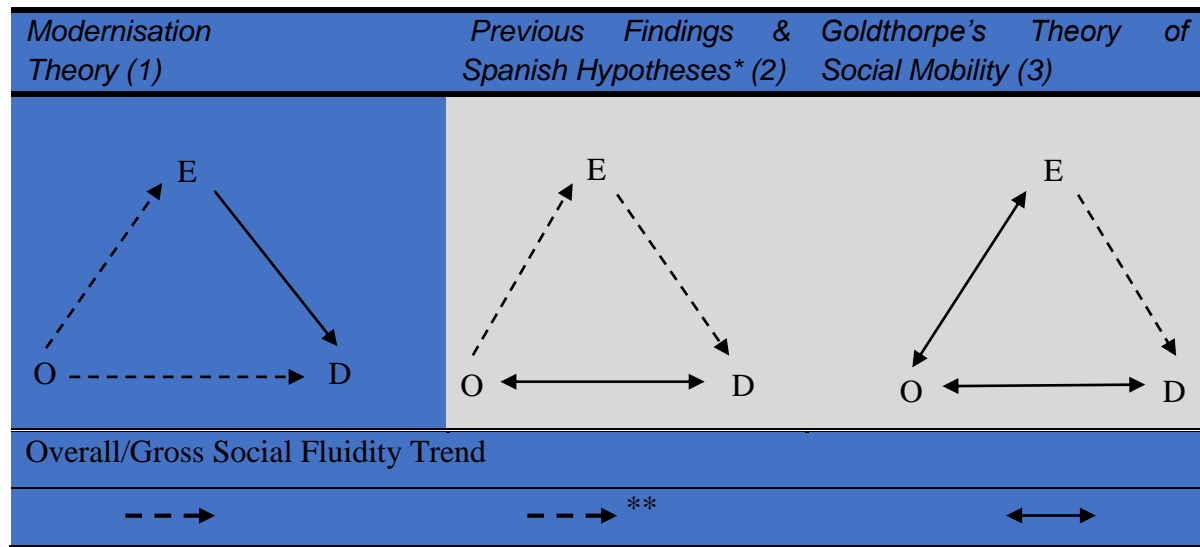 Modernisation Theory (1)
Previous Findings & Spanish Hypotheses* (2)
Goldthorpe's Theory of Social Mobility (3)
E
O
D
E
O
D
E
O
D
Overall/Gross Social Fluidity Trend
**